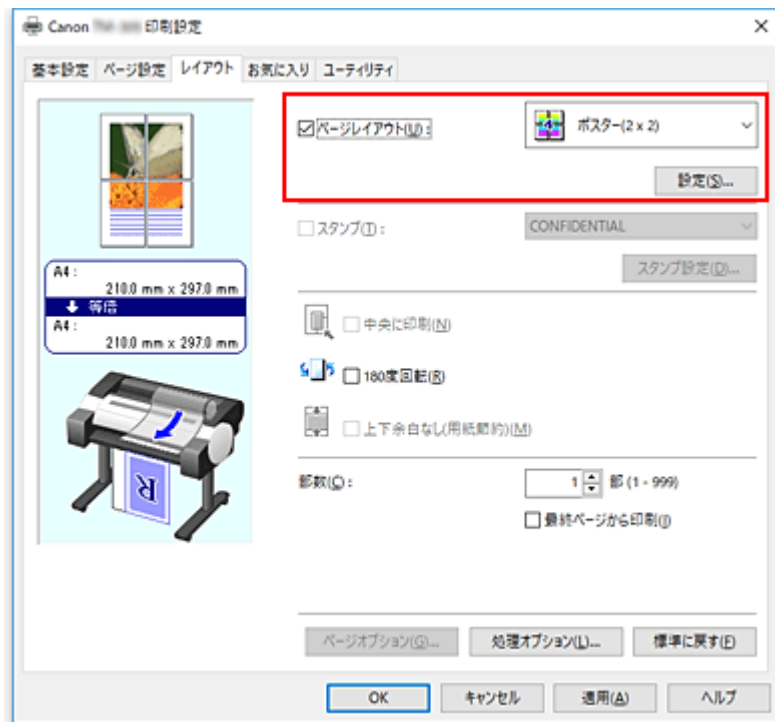 Canon 印刷設定
基本設定 ページ設定 レイアウト お気に入り ユーティリティ
ページレイアウト(U) :
4 ポスター(2 x 2)
設定(S)...
スタンプ(T) :
CONFIDENTIAL
スタンプ設定(D)...
A4 :
210.0 mm x 297.0 mm
等倍
A4 :
210.0 mm x 297.0 mm
中央に印刷(N)
180度回転(R)
上下余白なし(用紙節約)(M)
R
部数(C) :
1 部 (1 - 999)
最終ページから印刷(I)
ページオプション(G)...
処理オプション(L)...
標準に戻す(F)
OK
キャンセル
適用(A)
ヘルプ